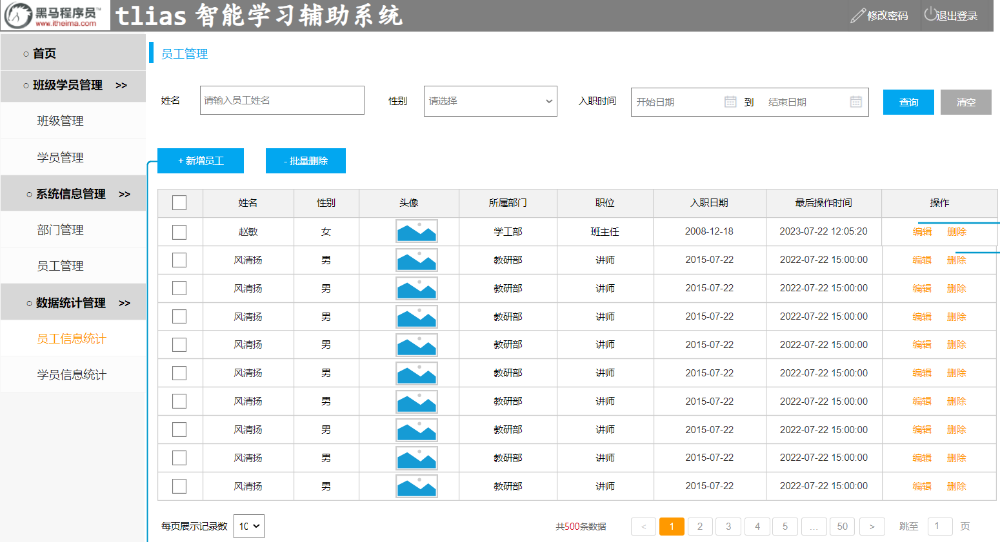 黑马程序员™
www.itheima.com
tlias 智能学习辅助系统
修改密码
退出登录
首页
班级学员管理 >>
班级管理
学员管理
系统信息管理 >>
部门管理
员工管理
数据统计管理 >>
员工信息统计
学员信息统计
员工管理
姓名 请输入员工姓名 性别 请选择 入职时间 开始日期 到 结束日期 查询 清空
+ 新增员工 - 批量删除
姓名 性别 头像 所属部门 职位 入职日期 最后操作时间 操作
赵敏 女 学工部 班主任 2008-12-18 2023-07-22 12:05:20 编辑 删除
风清扬 男 教研部 讲师 2015-07-22 2022-07-22 15:00:00 编辑 删除
风清扬 男 教研部 讲师 2015-07-22 2022-07-22 15:00:00 编辑 删除
风清扬 男 教研部 讲师 2015-07-22 2022-07-22 15:00:00 编辑 删除
风清扬 男 教研部 讲师 2015-07-22 2022-07-22 15:00:00 编辑 删除
风清扬 男 教研部 讲师 2015-07-22 2022-07-22 15:00:00 编辑 删除
风清扬 男 教研部 讲师 2015-07-22 2022-07-22 15:00:00 编辑 删除
风清扬 男 教研部 讲师 2015-07-22 2022-07-22 15:00:00 编辑 删除
风清扬 男 教研部 讲师 2015-07-22 2022-07-22 15:00:00 编辑 删除
风清扬 男 教研部 讲师 2015-07-22 2022-07-22 15:00:00 编辑 删除
每页展示记录数 10 共500条数据 < 1 2 3 4 5 ... 50 > 跳至 1 页